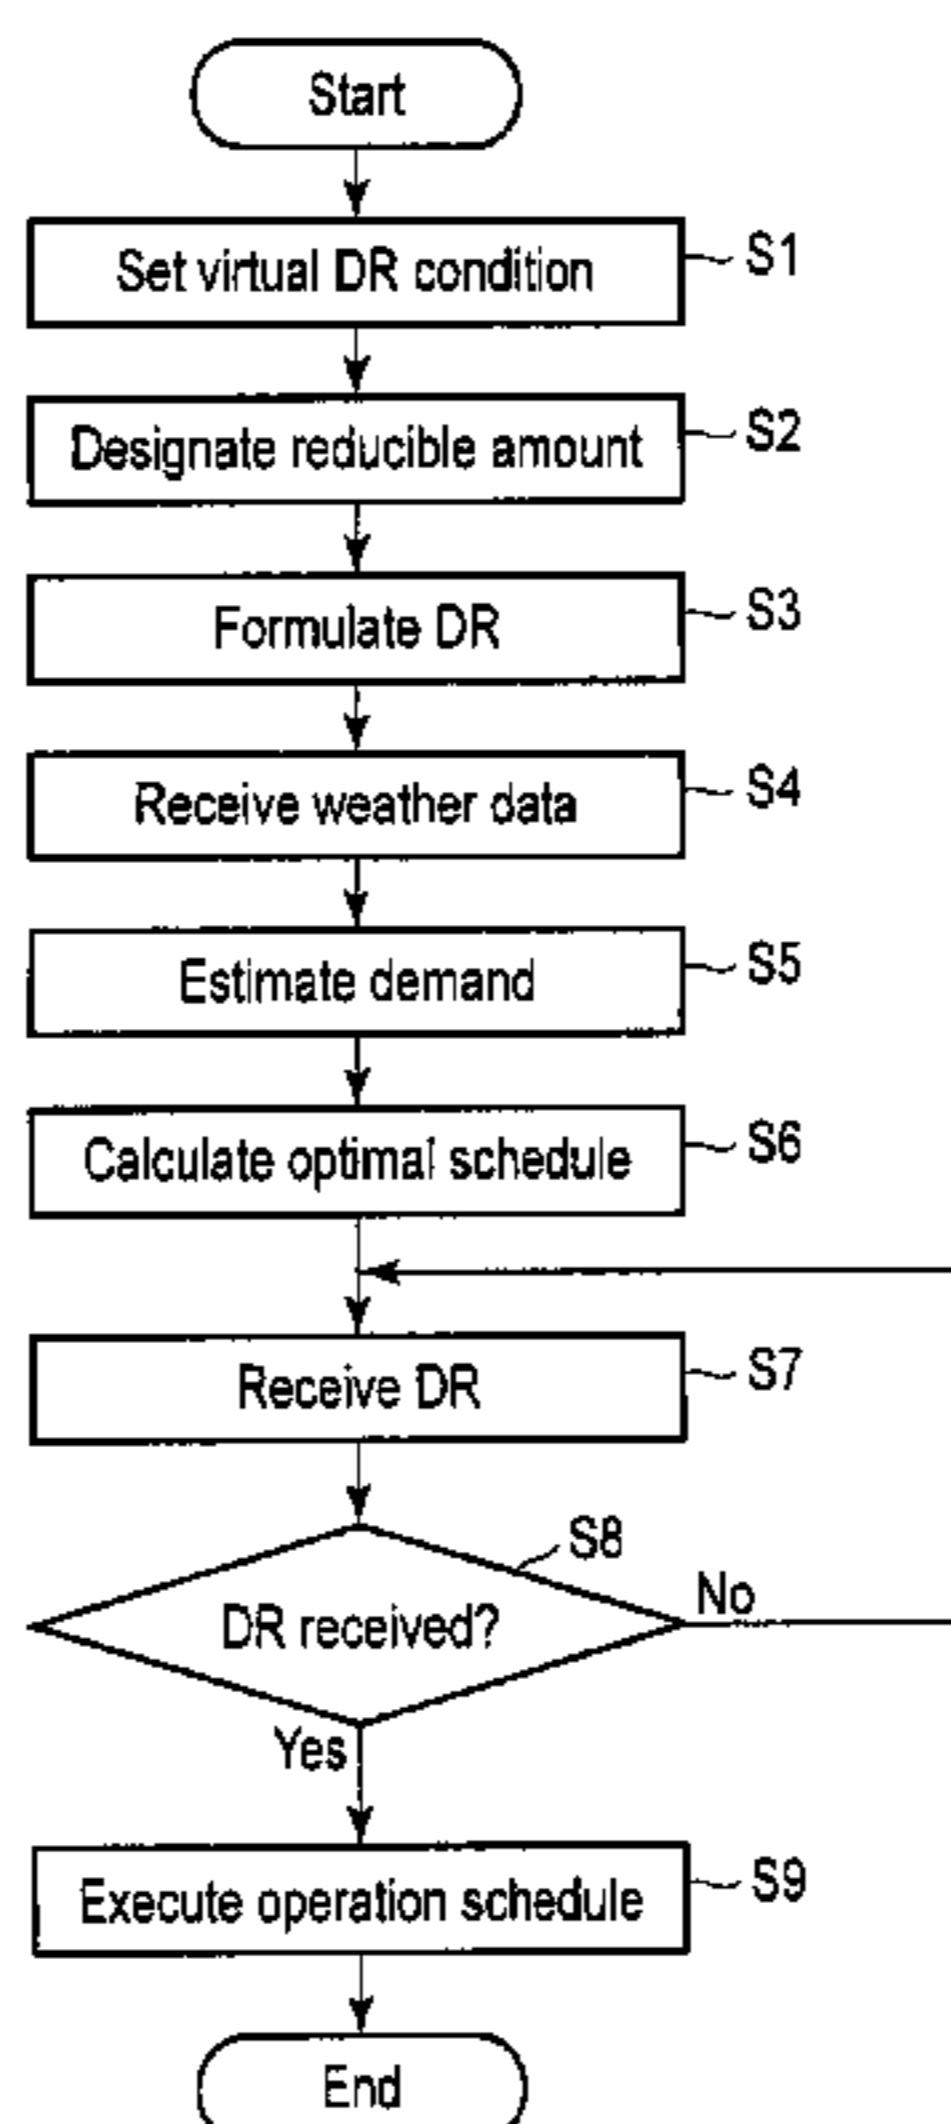 Start
Set virtual DR condition
S1
Designate reducible amount
S2
Formulate DR
S3
Receive weather data
S4
Estimate demand
S5
Calculate optimal schedule
S6
Receive DR
S7
S8
DR received?
No
Yes
Execute operation schedule
S9
End